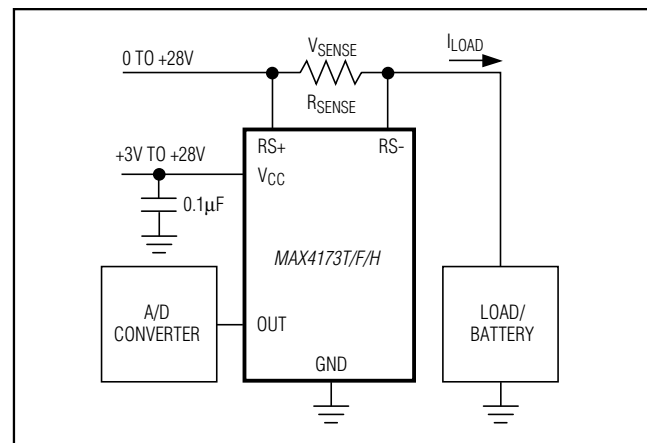 0 TO +28V
VSENSE
ILOAD
RSENSE
RS+
RS-
+3V TO +28V
VCC
0.1µF
MAX4173T/F/H
A/D
CONVERTER
OUT
LOAD/
BATTERY
GND